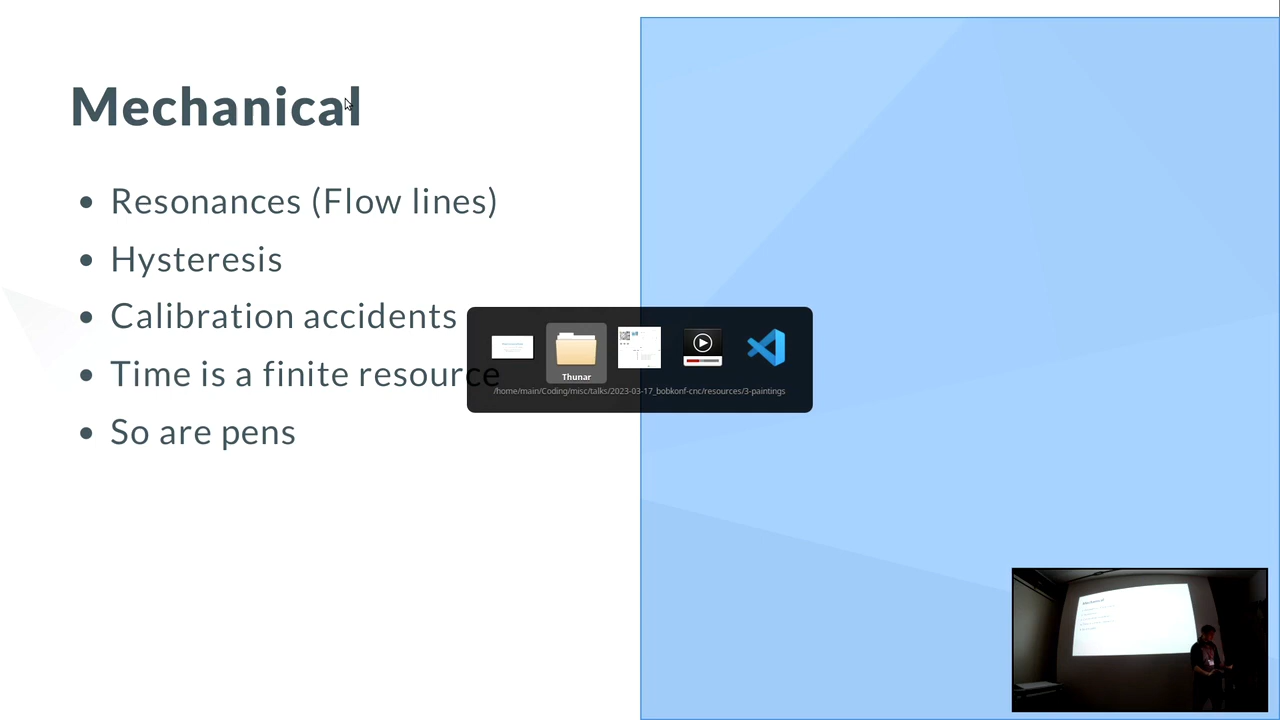 Mechanical
Resonances (Flow lines)
Hysteresis
Calibration accidents
Time is a finite resource
So are pens
Thunar
/home/main/Coding/misc/talks/2023-03-17_bobkonf-cnc/resources/3-paintings